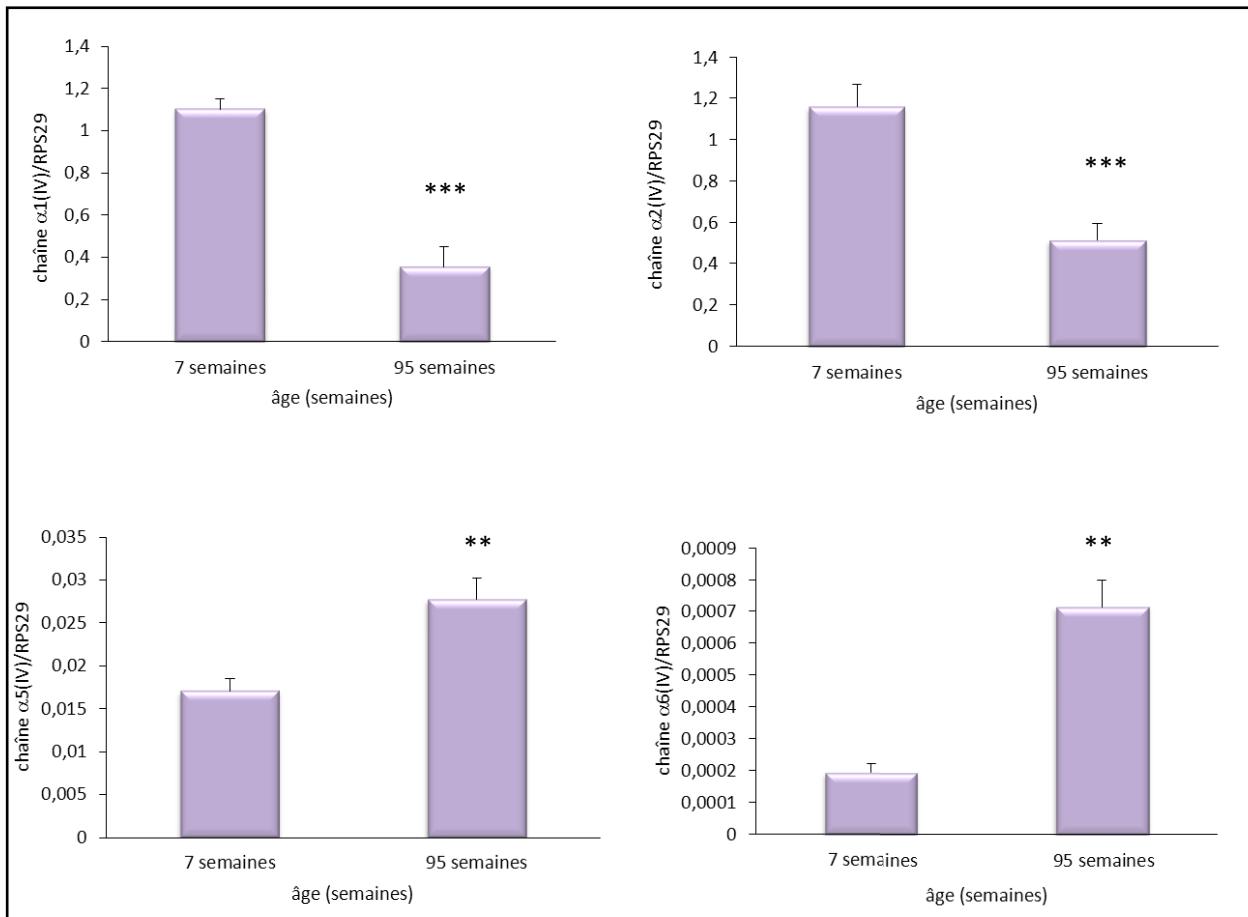 1,4
1,2
1
0,8
0,6
0,4
0,2
0
chaîne α1(IV)/RPS29
***
7 semaines
95 semaines
âge (semaines)
1,4
1,2
1
0,8
0,6
0,4
0,2
0
chaîne α2(IV)/RPS29
***
7 semaines
95 semaines
âge (semaines)
0,035
0,03
0,025
0,02
0,015
0,01
0,005
0
chaîne α5(IV)/RPS29
**
7 semaines
95 semaines
âge (semaines)
0,0009
0,0008
0,0007
0,0006
0,0005
0,0004
0,0003
0,0002
0,0001
0
chaîne α6(IV)/RPS29
**
7 semaines
95 semaines
âge (semaines)